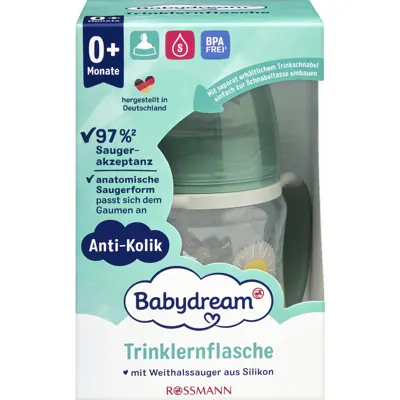 0+
Monate
S
BPA
FREI¹
hergestellt in
Deutschland
Mit separat erhältlichem Trinkschnabel
einfach zur Schnabeltasse umbauen
97%²
Sauger-
akzeptanz
anatomische
Saugerform
passt sich dem
Gaumen an
Anti-Kolik
Babydream
Trinklernflasche
mit Weithalssauger aus Silikon
ROSSMANN